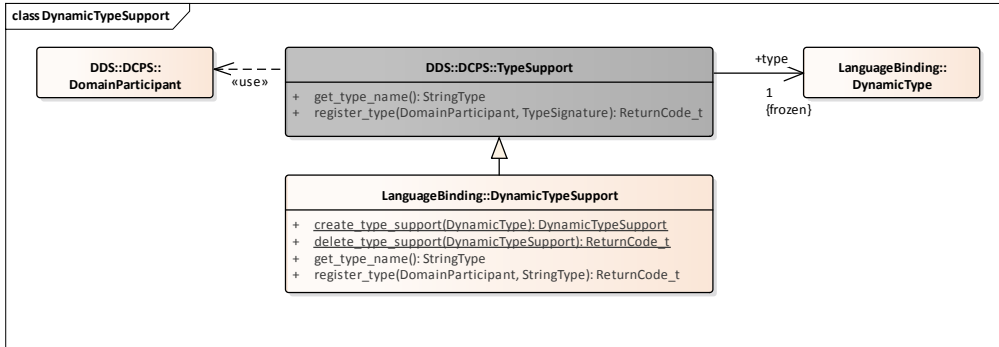 class DynamicTypeSupport
DDS::DCPS::
DomainParticipant
«use»
DDS::DCPS::TypeSupport
+ get_type_name(): StringType
+ register_type(DomainParticipant, TypeSignature): ReturnCode_t
+type
1
{frozen}
LanguageBinding::
DynamicType
LanguageBinding::DynamicTypeSupport
+ create_type_support(DynamicType): DynamicTypeSupport
+ delete_type_support(DynamicTypeSupport): ReturnCode_t
+ get_type_name(): StringType
+ register_type(DomainParticipant, StringType): ReturnCode_t